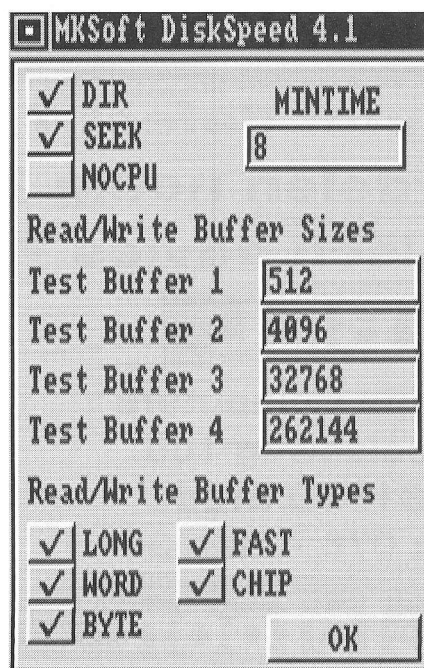 MKSoft DiskSpeed 4.1
DIR
MINTIME
SEEK
8
NOCPU
Read/Write Buffer Sizes
Test Buffer 1 512
Test Buffer 2 4096
Test Buffer 3 32768
Test Buffer 4 262144
Read/Write Buffer Types
LONG FAST
WORD CHIP
BYTE
OK